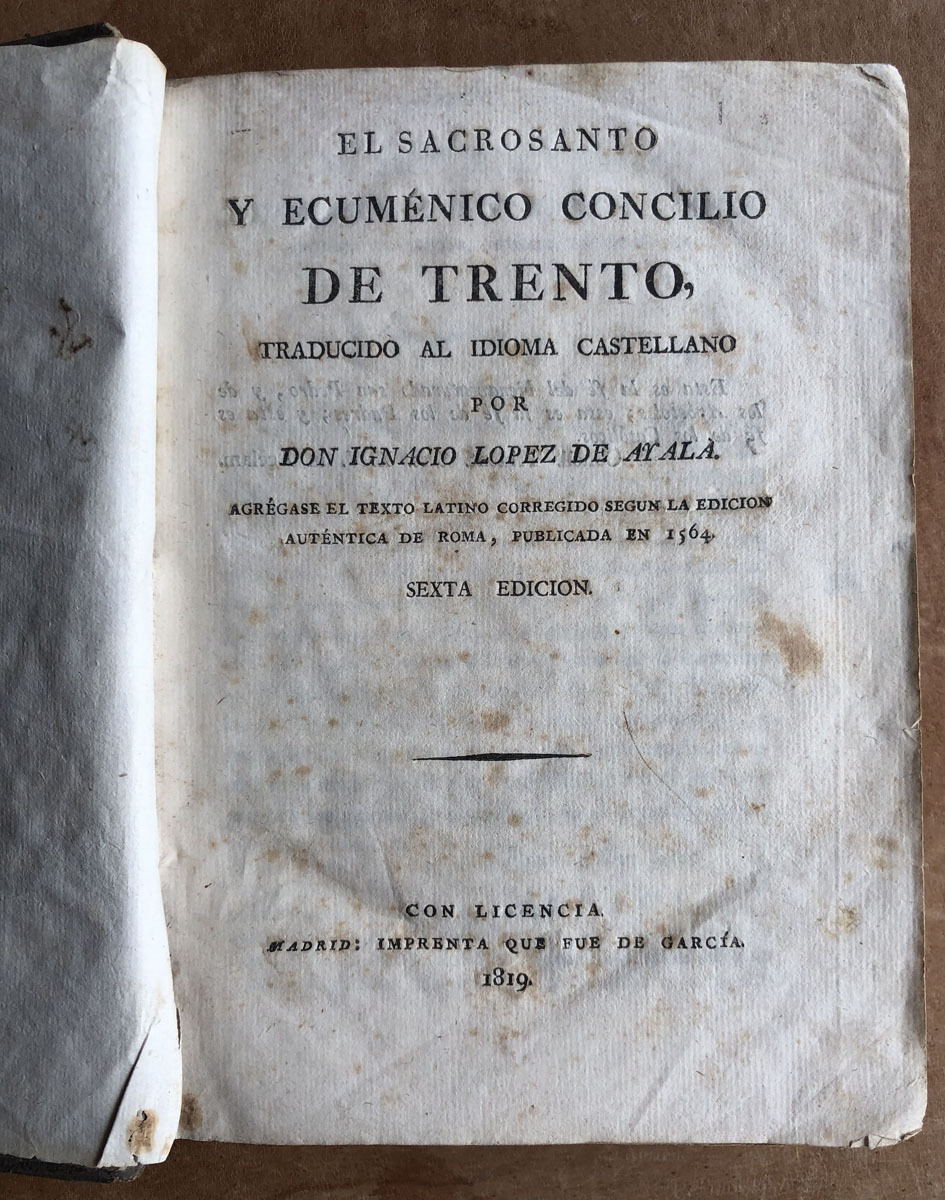 EL SACROSANTO
Y ECUMÉNICO CONCILIO
DE TRENTO,
TRADUCIDO AL IDIOMA CASTELLANO
POR
DON IGNACIO LOPEZ DE AYALA.
AGRÉGASE EL TEXTO LATINO CORREGIDO SEGUN LA EDICION
AUTÉNTICA DE ROMA, PUBLICADA EN 1564.
SEXTA EDICION.
CON LICENCIA.
MADRID: IMPRENTA QUE FUE DE GARCÍA.
1819.